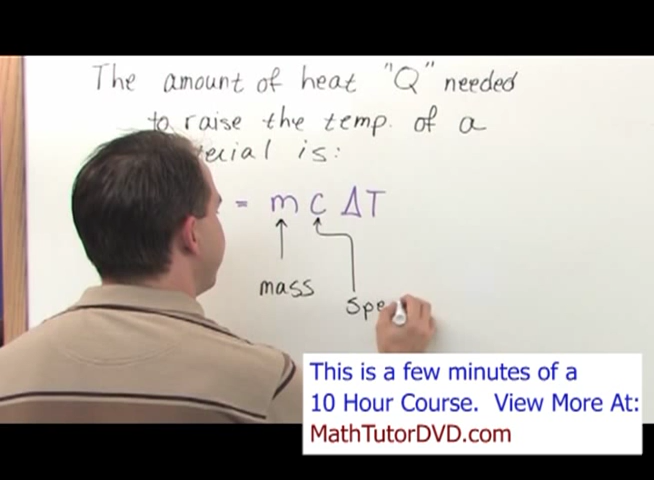 The amount of heat "Q" needed
to raise the temp. of a
terial is:
= m c ΔT
mass
spe
This is a few minutes of a
10 Hour Course. View More At:
MathTutorDVD.com